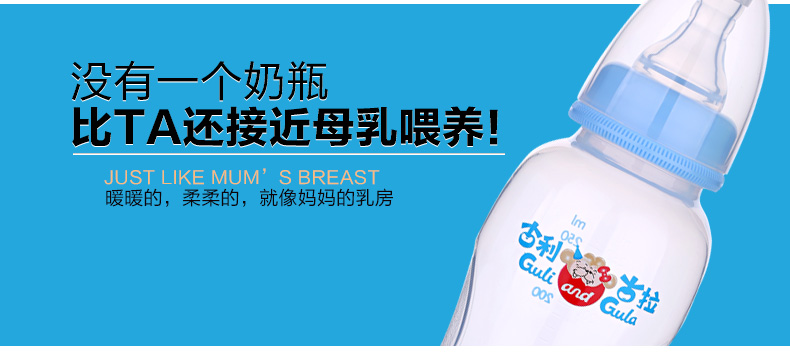 没有一个奶瓶
比TA还接近母乳喂养!
JUST LIKE MUM'S BREAST
暖暖的，柔柔的，就像妈妈的乳房
ml
250
古利
Guli
and
古拉
Gula
200